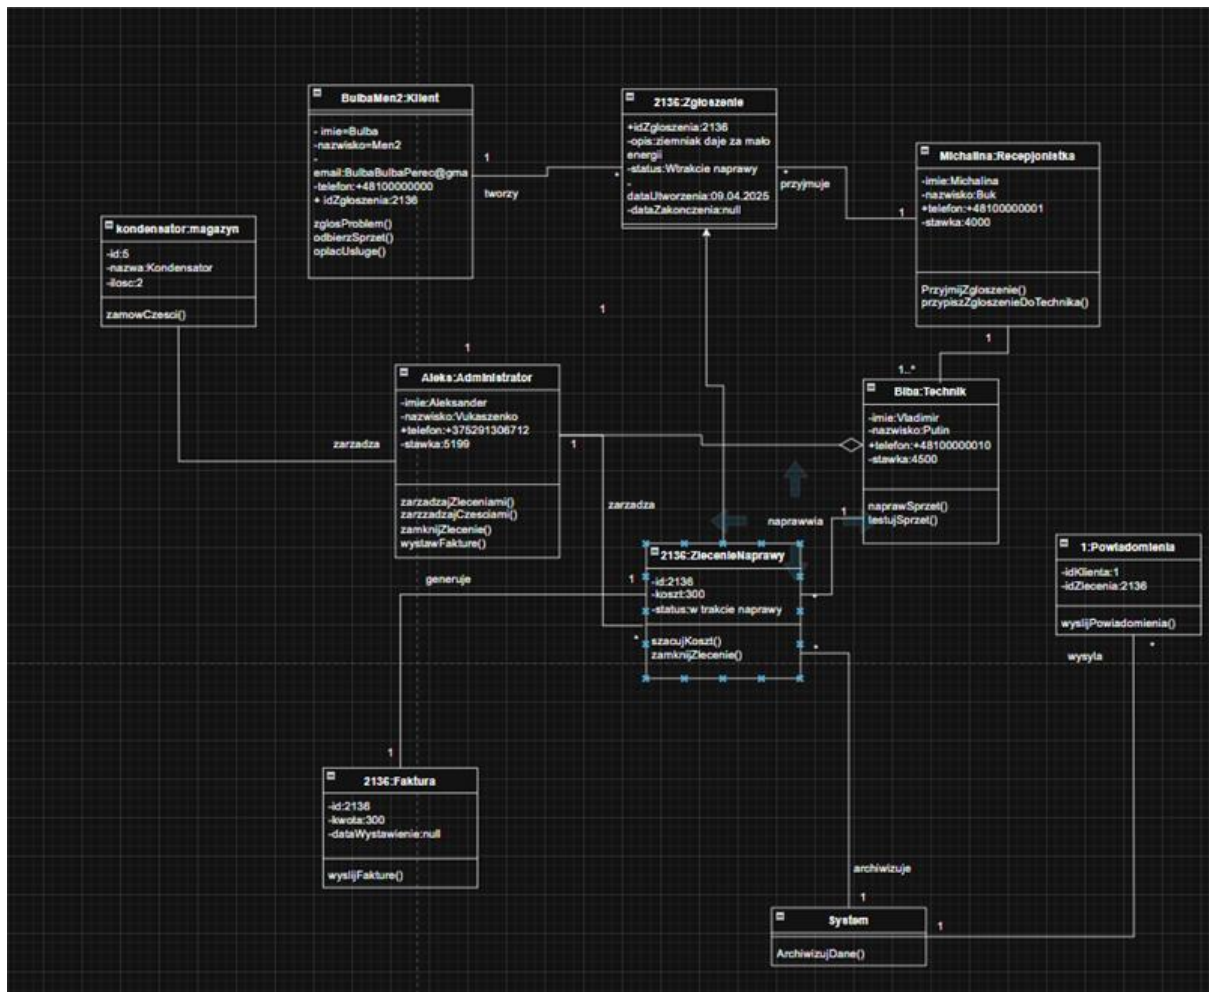 BulbaMen2:Klient
- imie=Bulba
-nazwisko=Men2
-
email:BulbaBulbaPerec@gma
-telefon:+48100000000
+ idZgloszenia:2136
zglosProblem()
odbierzSprzet()
oplacUsluge()
1
tworzy
*
2136:Zgłoszenie
+idZgloszenia:2136
-opis:ziemniak daje za mało
energii
-status:Wtrakcie naprawy
-
dataUtworzenia:09.04.2025
-dataZakonczenia:null
*
przyjmuje
1
Michalina:Recepjonistka
-imie:Michalina
-nazwisko:Buk
+telefon:+48100000001
-stawka:4000
PrzyjmijZgloszenie()
przypiszZgloszenieDoTechnika()
1
1..*
kondensator:magazyn
-id:5
-nazwa:Kondensator
-ilosc:2
zamowCzesci()
zarzadza
1
1
Aleks:Administrator
-imie:Aleksander
-nazwisko:Vukaszenko
+telefon:+375291306712
-stawka:5199
zarzadzajZleceniami()
zarzzadzajCzesciami()
zamknijZlecenie()
wystawFakture()
1
zarzadza
*
Biba:Technik
-imie:Vladimir
-nazwisko:Putin
+telefon:+48100000010
-stawka:4500
naprawSprzet()
testujSprzet()
1
naprawwia
*
2136:ZlecenieNaprawy
-id:2136
-koszt:300
-status:w trakcie naprawy
szacujKoszt()
zamknijZlecenie()
1
generuje
1
*
1:Powiadomienia
-idKlienta:1
-idZlecenia:2136
wyslijPowiadomienia()
*
wysyla
2136:Faktura
-id:2136
-kwota:300
-dataWystawienie:null
wyslijFakture()
archiwizuje
1
System
ArchiwizujDane()
1